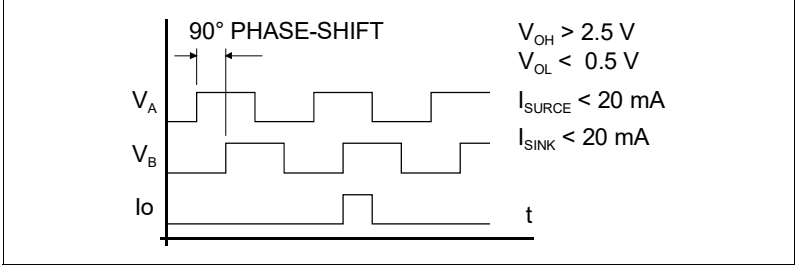 90° PHASE-SHIFT
V_OH > 2.5 V
V_OL < 0.5 V
V_A
I_SURCE < 20 mA
V_B
I_SINK < 20 mA
Io
t